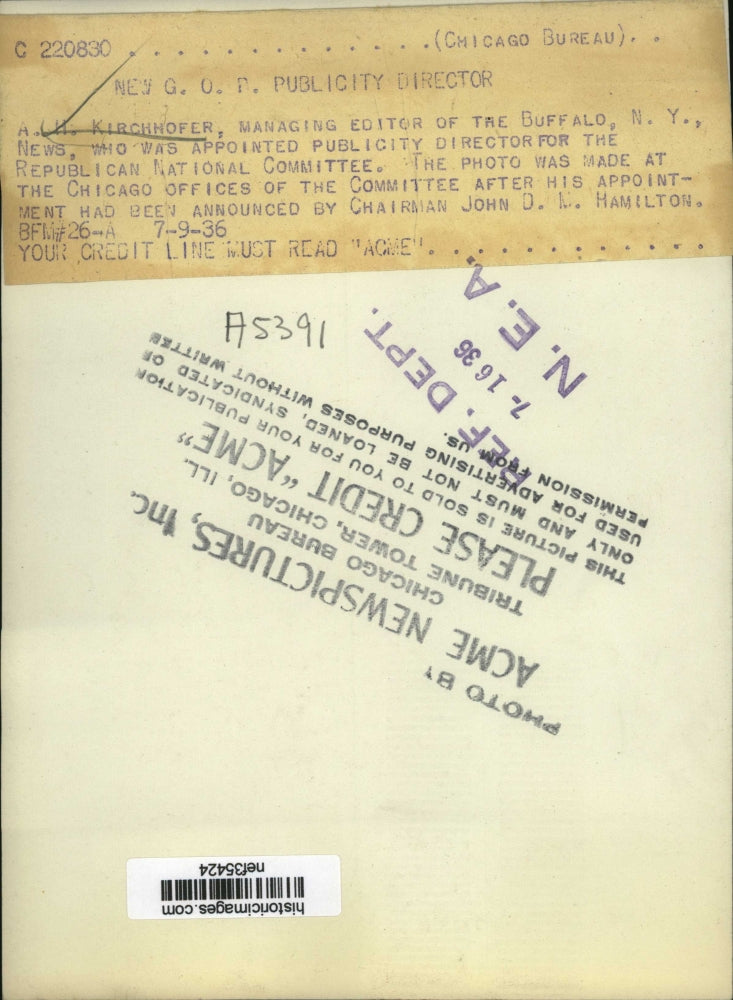 C 220830 . . . . . . . . . . . . . . (CHICAGO BUREAU). . .
NEW G. O. P. PUBLICITY DIRECTOR
A. H. KIRCHHOFER, MANAGING EDITOR OF THE BUFFALO, N. Y.,
NEWS, WHO WAS APPOINTED PUBLICITY DIRECTOR FOR THE
REPUBLICAN NATIONAL COMMITTEE. THE PHOTO WAS MADE AT
THE CHICAGO OFFICES OF THE COMMITTEE AFTER HIS APPOINT-
MENT HAD BEEN ANNOUNCED BY CHAIRMAN JOHN D. M. HAMILTON.
BFM#26-A 7-9-36
YOUR CREDIT LINE MUST READ "ACME". . . . . . . . . . . .
A5391
REF. DEPT.
7-16 36
N. E. A.
PHOTO BY
ACME NEWSPICTURES, Inc.
CHICAGO BUREAU
TRIBUNE TOWER, CHICAGO, ILL.
PLEASE CREDIT "ACME"
THIS PICTURE IS SOLD TO YOU FOR YOUR PUBLICATION
ONLY AND MUST NOT BE LOANED, SYNDICATED OR
USED FOR ADVERTISING PURPOSES WITHOUT WRITTEN
PERMISSION FROM US.
historicimages.com
nef35424